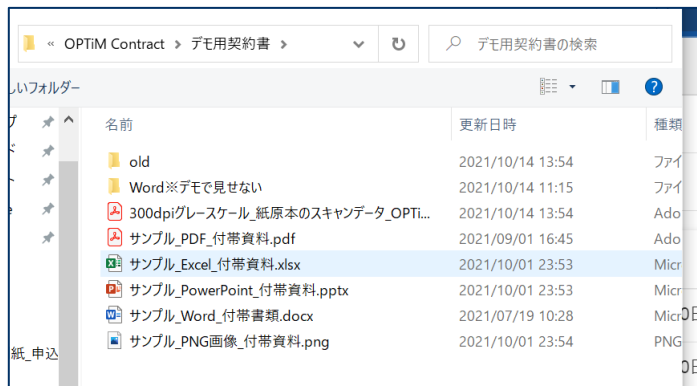 « OPTiM Contract > デモ用契約書 >
デモ用契約書の検索
しいフォルダー
名前 更新日時 種類
old 2021/10/14 13:54 ファイ
Word※デモで見せない 2021/10/14 11:15 ファイ
300dpiグレースケール_紙原本のスキャンデータ_OPTi... 2021/10/14 13:54 Ado
サンプル_PDF_付帯資料.pdf 2021/09/01 16:45 Ado
サンプル_Excel_付帯資料.xlsx 2021/10/01 23:53 Micr
サンプル_PowerPoint_付帯資料.pptx 2021/10/01 23:53 Micr
サンプル_Word_付帯書類.docx 2021/07/19 10:28 Micr
サンプル_PNG画像_付帯資料.png 2021/10/01 23:54 PNG
紙_申込